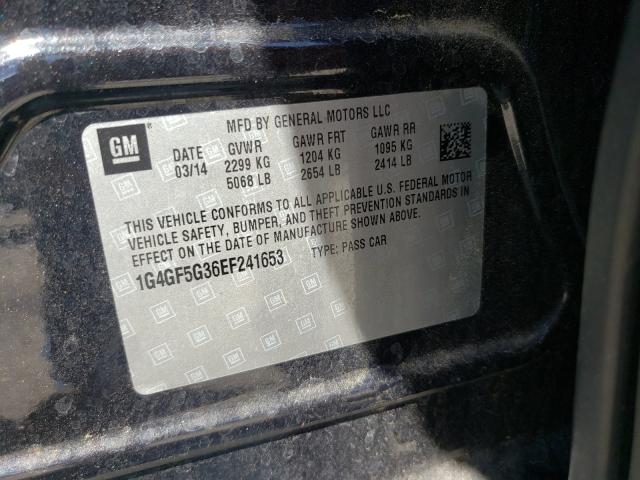 MFD BY GENERAL MOTORS LLC
GM
DATE GVWR GAWR FRT GAWR RR
03/14 2299 KG 1204 KG 1095 KG
5068 LB 2654 LB 2414 LB
THIS VEHICLE CONFORMS TO ALL APPLICABLE U.S. FEDERAL MOTOR
VEHICLE SAFETY, BUMPER, AND THEFT PREVENTION STANDARDS IN
EFFECT ON THE DATE OF MANUFACTURE SHOWN ABOVE.
1G4GF5G36EF241653 TYPE: PASS CAR